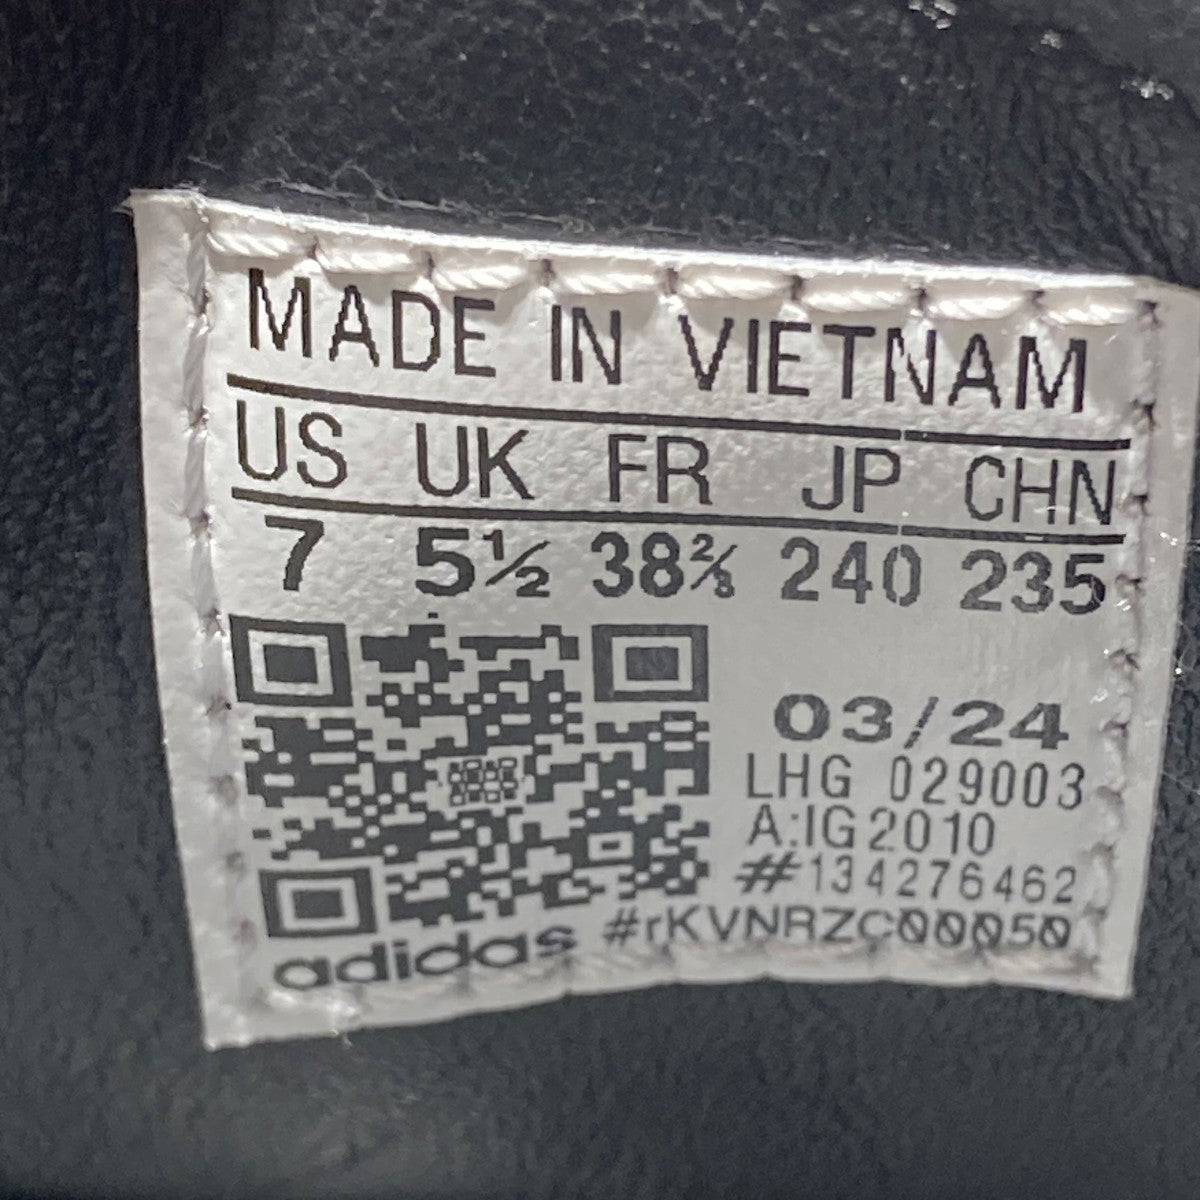 MADE IN VIETNAM
US UK FR JP CHN
7 5½ 38⅔ 240 235
03/24
LHG 029003
A:IG2010
#134276462
#rKVNRZC00050
adidas